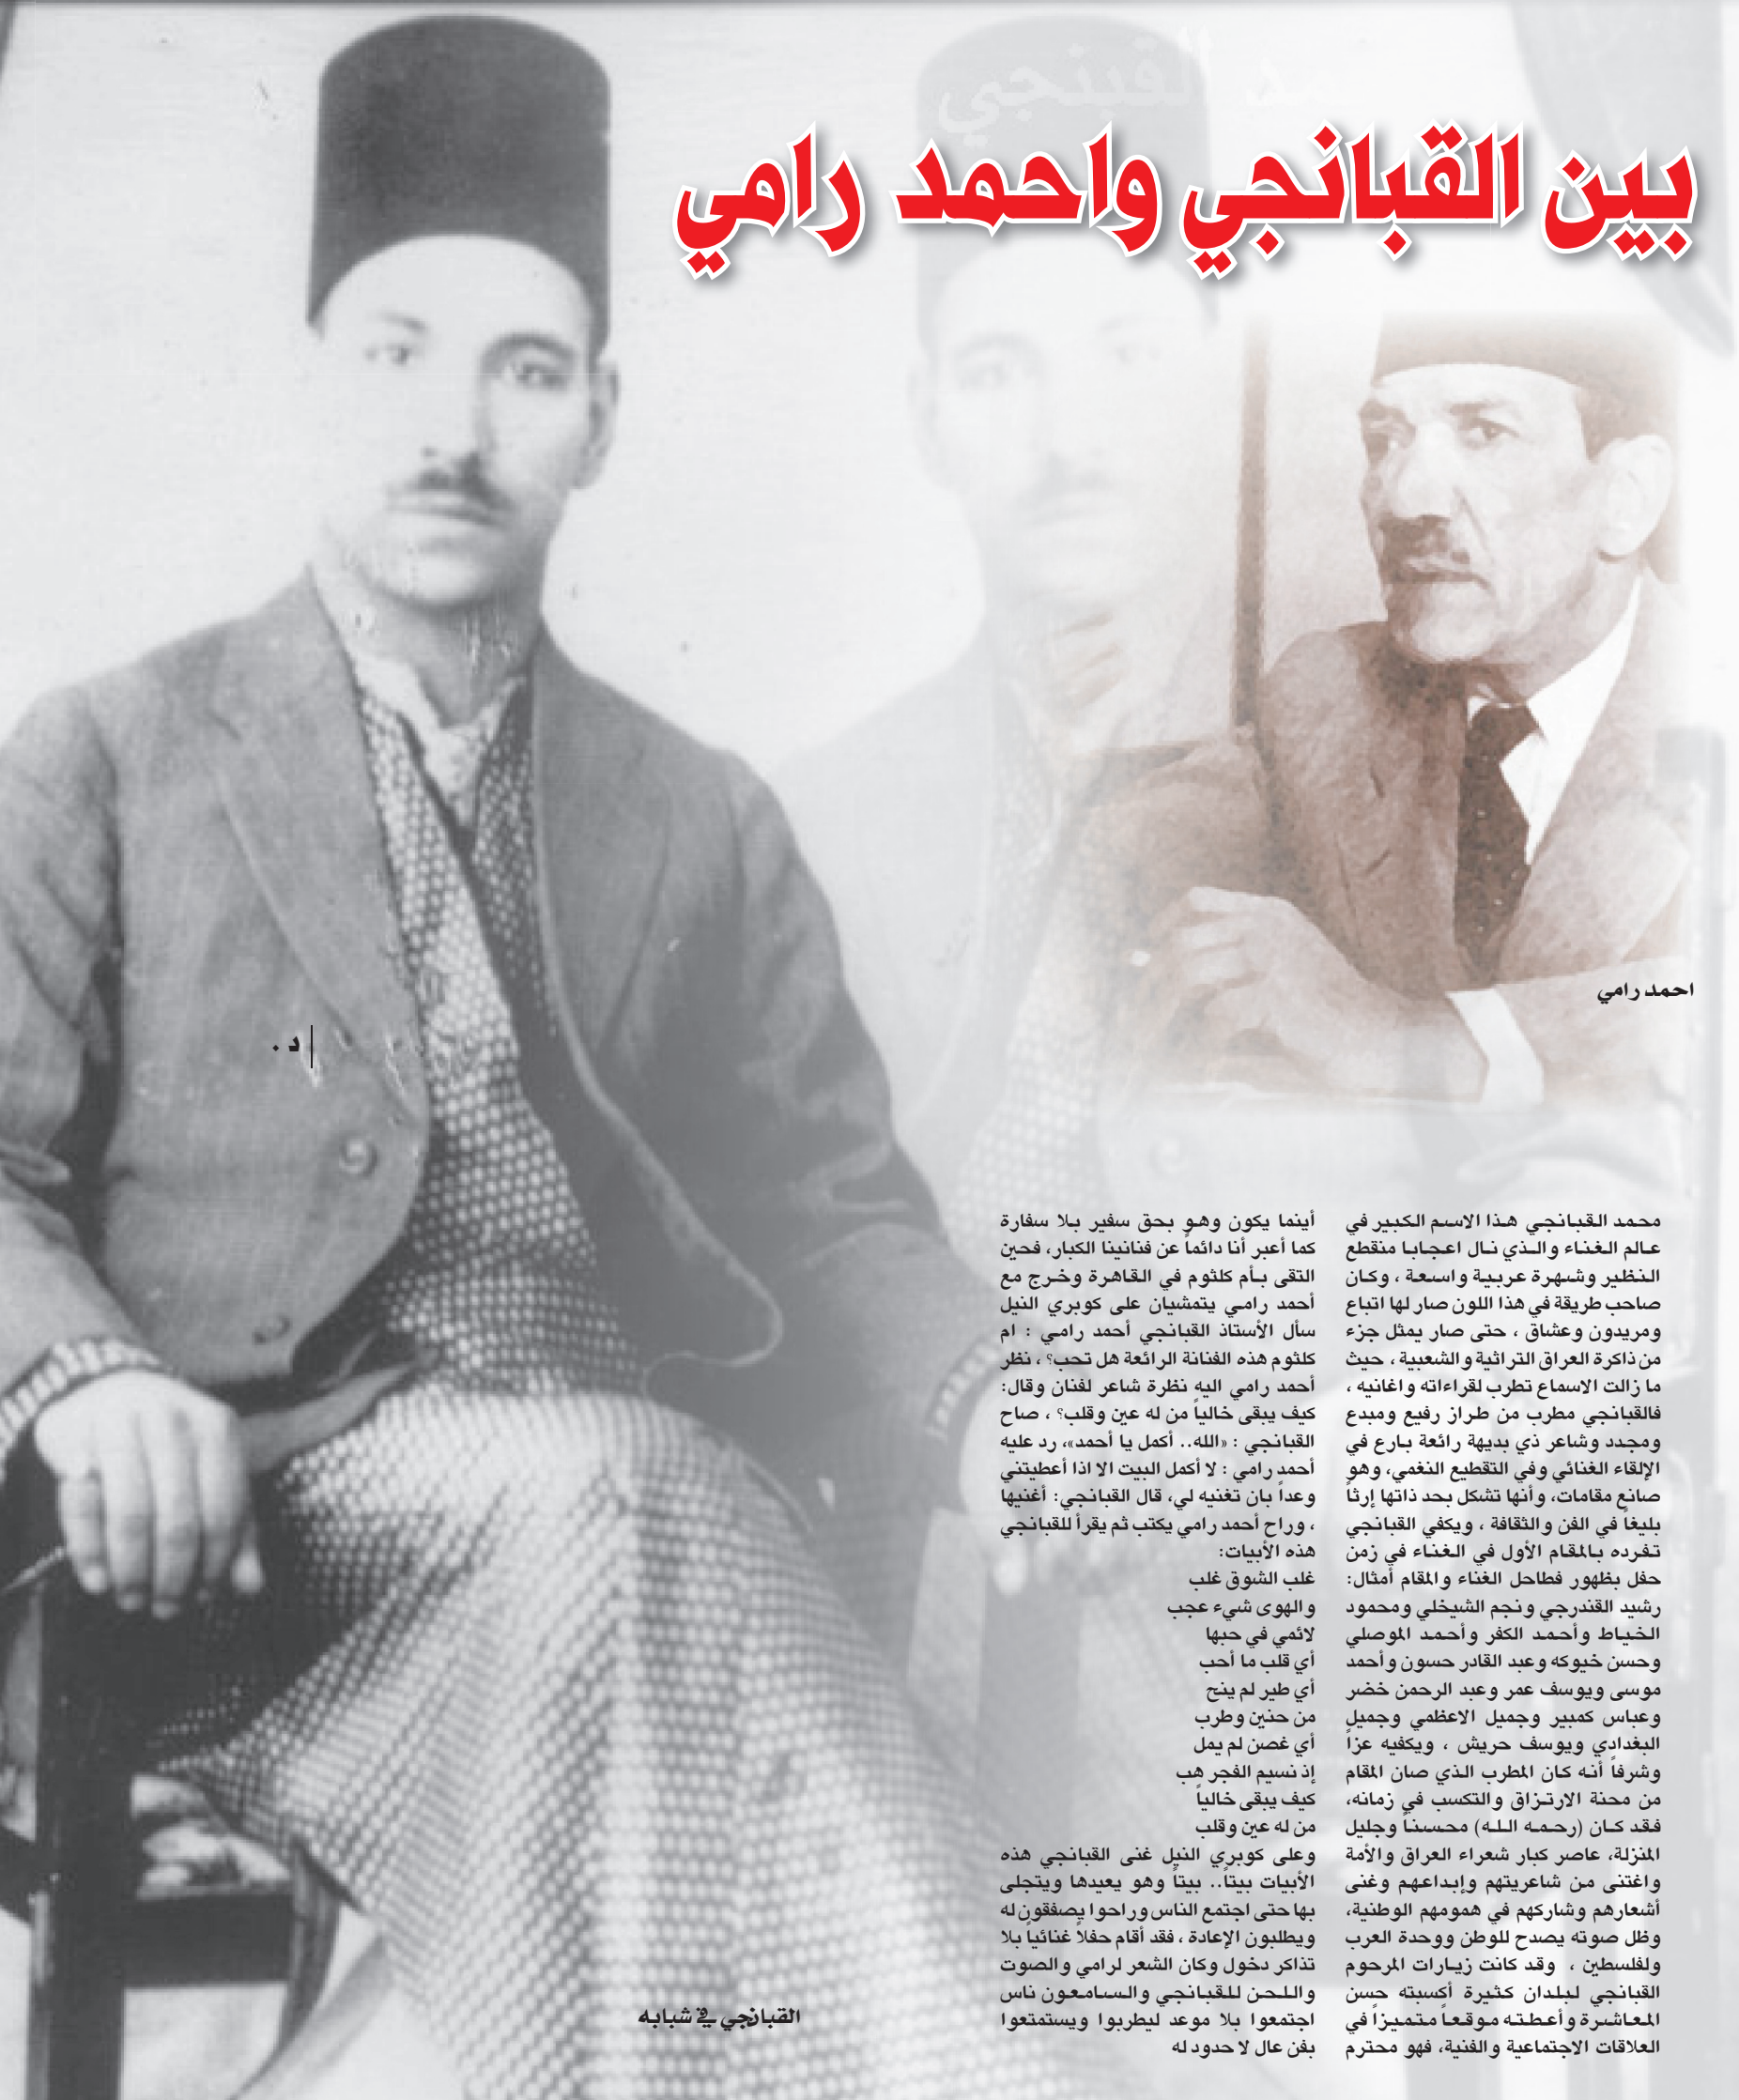 بين القبانجي واحمد رامي
احمد رامي
د .
محمد القبانجي هذا الاسم الكبير في
عالم الغناء والذي نال اعجابا منقطع
النظير وشهرة عربية واسعة ، وكان
صاحب طريقة في هذا اللون صار لها اتباع
ومريدون وعشاق ، حتى صار يمثل جزء
من ذاكرة العراق التراثية والشعبية ، حيث
ما زالت الاسماع تطرب لقراءاته واغانيه ،
فالقبانجي مطرب من طراز رفيع ومبدع
ومجدد وشاعر ذي بديهة رائعة بارع في
الإلقاء الغنائي وفي التقطيع النغمي، وهو
صانع مقامات، وأنها تشكل بحد ذاتها إرثاً
بليغاً في الفن والثقافة ، ويكفي القبانجي
تفرده بالمقام الأول في الغناء في زمن
حفل بظهور فطاحل الغناء والمقام أمثال:
رشيد القندرجي ونجم الشيخلي ومحمود
الخياط وأحمد الكفر وأحمد الموصلي
وحسن خيوكه وعبد القادر حسون وأحمد
موسى ويوسف عمر وعبد الرحمن خضر
وعباس كمبير وجميل الاعظمي وجميل
البغدادي ويوسف حريش ، ويكفيه عزاً
وشرفاً أنه كان المطرب الذي صان المقام
من محنة الارتزاق والتكسب في زمانه،
فقد كان (رحمه الله) محسناً وجليل
المنزلة، عاصر كبار شعراء العراق والأمة
واغتنى من شاعريتهم وإبداعهم وغنى
أشعارهم وشاركهم في همومهم الوطنية،
وظل صوته يصدح للوطن ووحدة العرب
ولفلسطين ، وقد كانت زيارات المرحوم
القبانجي لبلدان كثيرة أكسبته حسن
المعاشرة وأعطته موقعاً متميزاً في
العلاقات الاجتماعية والفنية، فهو محترم
أينما يكون وهو بحق سفير بلا سفارة
كما أعبر أنا دائماً عن فنانينا الكبار، فحين
التقى بأم كلثوم في القاهرة وخرج مع
أحمد رامي يتمشيان على كوبري النيل
سأل الأستاذ القبانجي أحمد رامي : ام
كلثوم هذه الفنانة الرائعة هل تحب؟ ، نظر
أحمد رامي اليه نظرة شاعر لفنان وقال:
كيف يبقى خالياً من له عين وقلب؟ ، صاح
القبانجي : «الله.. أكمل يا أحمد»، رد عليه
أحمد رامي : لا أكمل البيت الا اذا أعطيتني
وعداً بان تغنيه لي، قال القبانجي: أغنيها
، وراح أحمد رامي يكتب ثم يقرأ للقبانجي
هذه الأبيات:
غلب الشوق غلب
والهوى شيء عجب
لائمي في حبها
أي قلب ما أحب
أي طير لم ينح
من حنين وطرب
أي غصن لم يمل
إذ نسيم الفجر هب
كيف يبقى خالياً
من له عين وقلب
وعلى كوبري النيل غنى القبانجي هذه
الأبيات بيتاً.. بيتاً وهو يعيدها ويتجلى
بها حتى اجتمع الناس وراحوا يصفقون له
ويطلبون الإعادة ، فقد أقام حفلاً غنائياً بلا
تذاكر دخول وكان الشعر لرامي والصوت
واللحن للقبانجي والسامعون ناس
اجتمعوا بلا موعد ليطربوا ويستمتعوا
بفن عال لا حدود له
القبانجي في شبابه